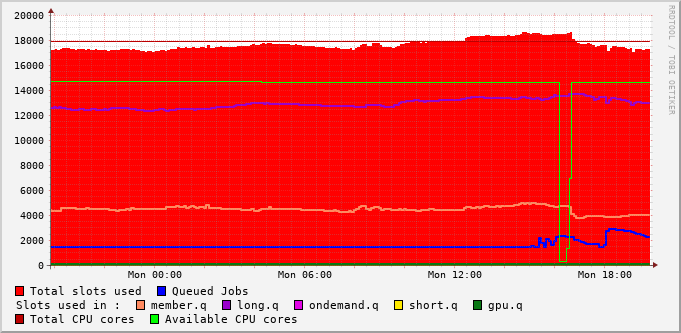 20000
18000
16000
14000
12000
10000
8000
6000
4000
2000
0
Mon 00:00 Mon 06:00 Mon 12:00 Mon 18:00
Total slots used Queued Jobs
Slots used in : member.q long.q ondemand.q short.q gpu.q
Total CPU cores Available CPU cores
RRDTOOL / TOBI OETIKER